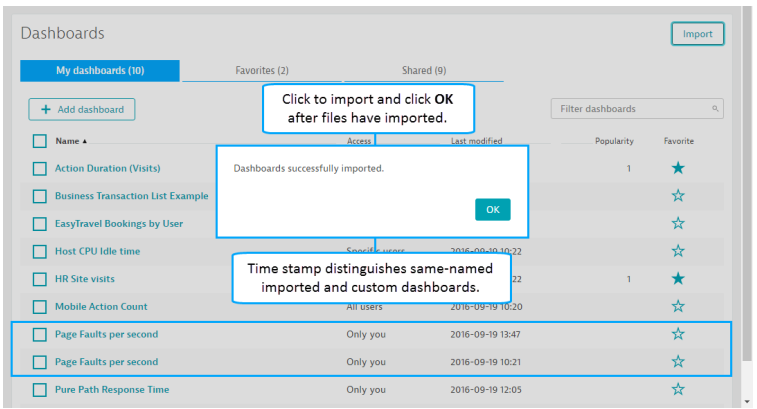 Dashboards
Import
My dashboards (10) Favorites (2) Shared (9)
+ Add dashboard
Click to import and click OK
after files have imported.
Filter dashboards
Name Access Last modified Popularity Favorite
Action Duration (Visits) 1
Dashboards successfully imported.
Business Transaction List Example
OK
EasyTravel Bookings by User
Host CPU Idle time Specific users 2016-09-19 10:22
Time stamp distinguishes same-named
imported and custom dashboards.
HR Site visits 22 1
Mobile Action Count All users 2016-09-19 10:20
Page Faults per second Only you 2016-09-19 13:47
Page Faults per second Only you 2016-09-19 10:21
Pure Path Response Time Only you 2016-09-19 12:05